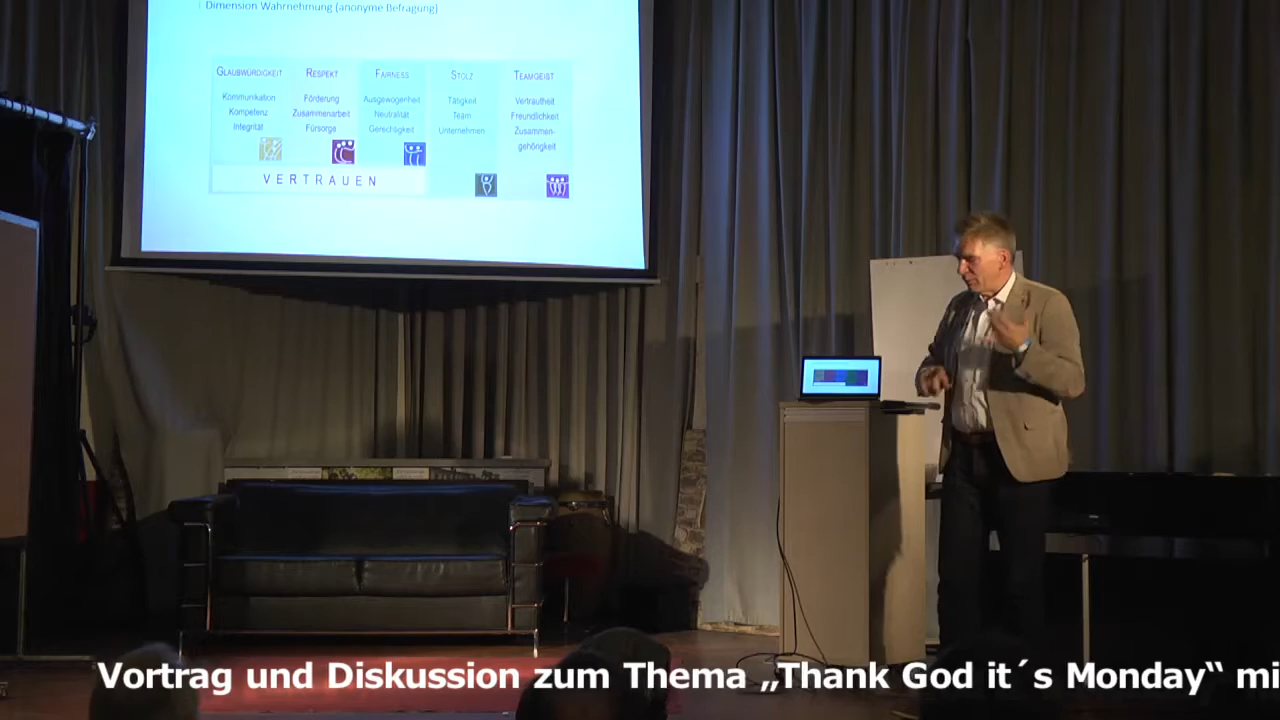 Dimension Wahrnehmung (anonyme Befragung)
GLAUBWÜRDIGKEIT
Kommunikation
Kompetenz
Integrität
RESPEKT
Förderung
Zusammenarbeit
Fürsorge
FAIRNESS
Ausgewogenheit
Neutralität
Gerechtigkeit
STOLZ
Tätigkeit
Team
Unternehmen
TEAMGEIST
Vertrautheit
Freundlichkeit
Zusammen-
gehörigkeit
VERTRAUEN
Vortrag und Diskussion zum Thema „Thank God it´s Monday“ mi